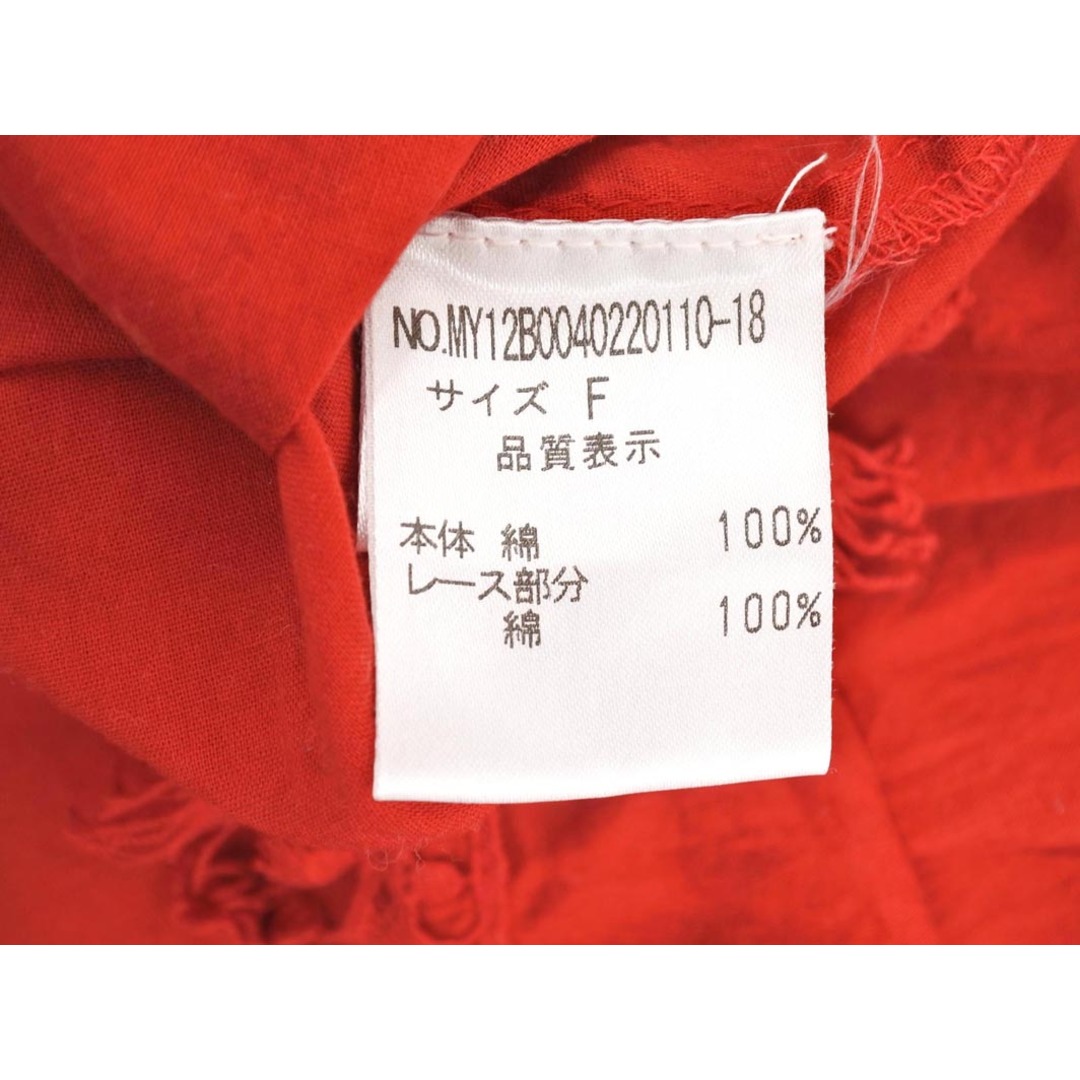 NO.MY12B0040220110-18
サイズ F
品質表示
本体 綿 100%
レース部分
綿 100%